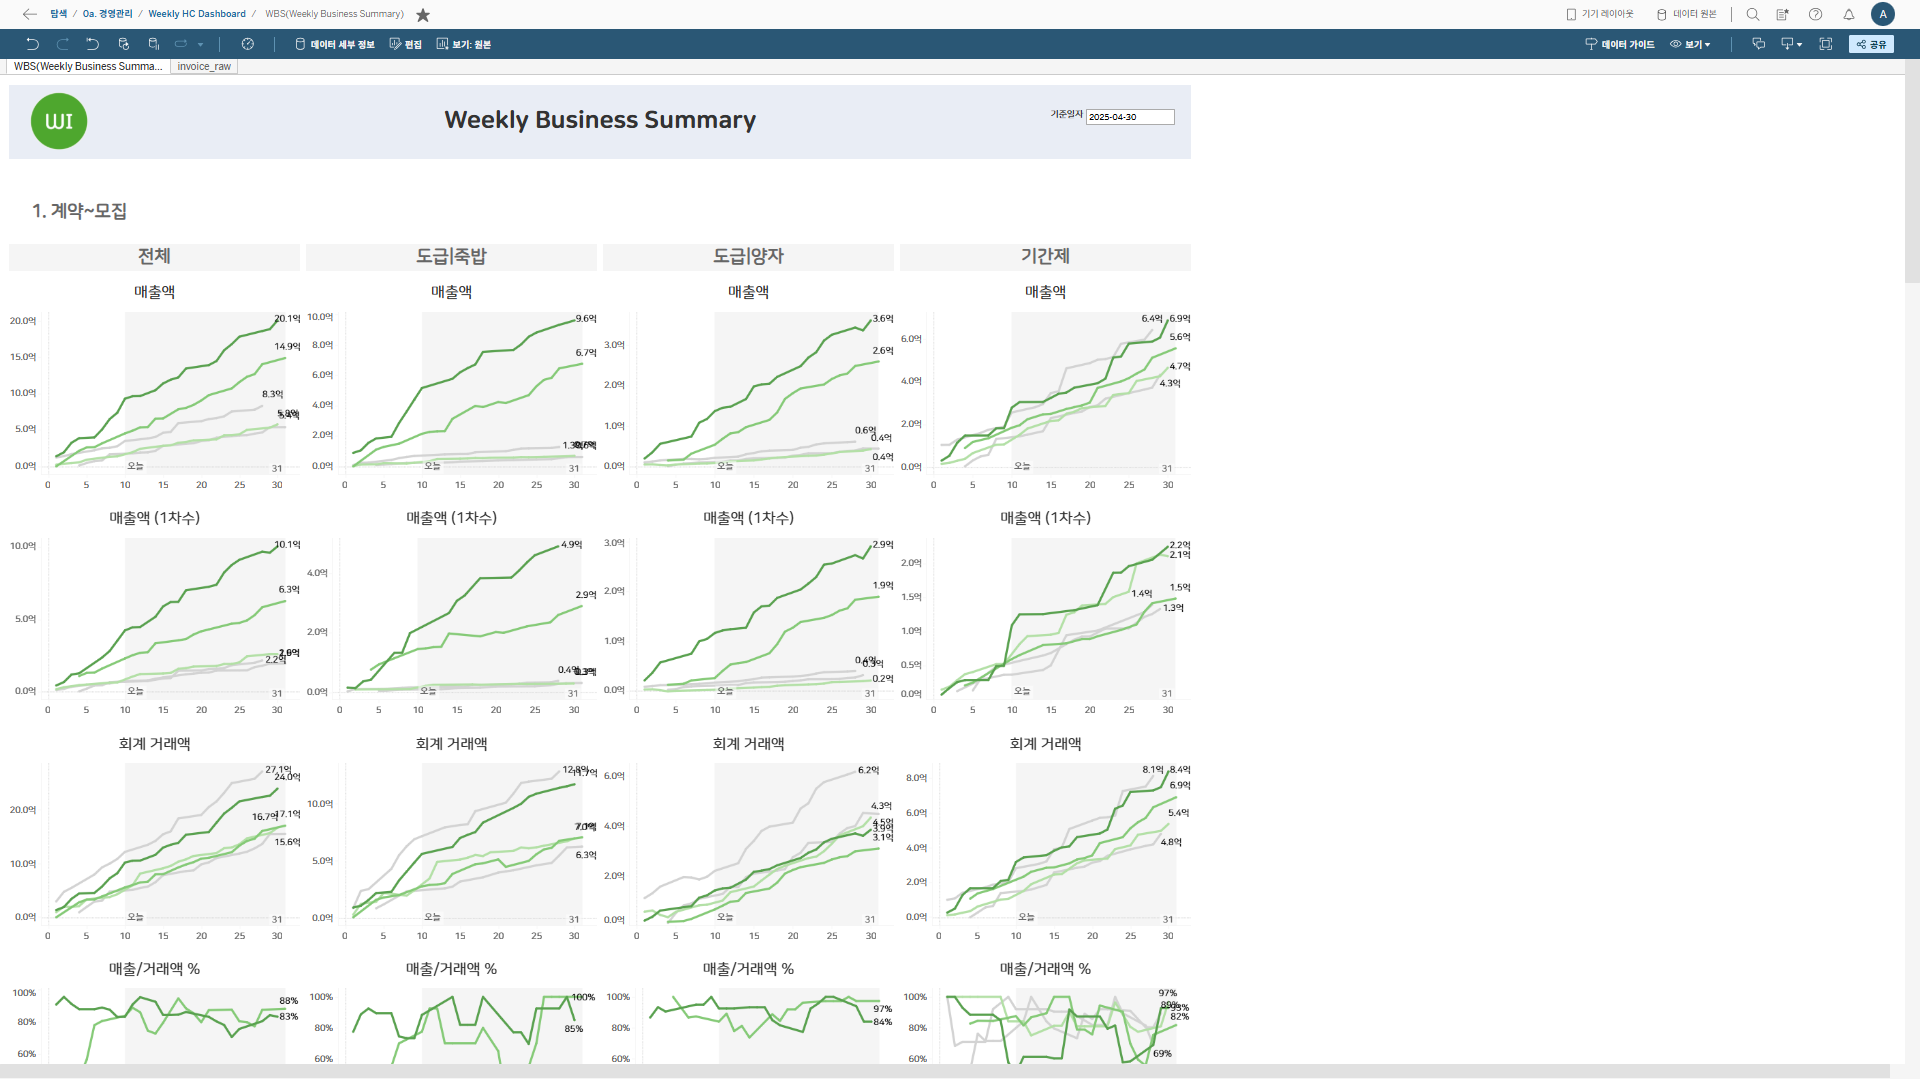 탐색 / 0a. 경영관리 / Weekly HC Dashboard / WBS(Weekly Business Summary)
기기 레이아웃 데이터 원본 A
데이터 세부 정보 편집 보기: 원본 데이터 가이드 보기 공유
WBS(Weekly Business Summa... invoice_raw
WI Weekly Business Summary 기준일자 2025-04-30
1. 계약~모집
전체 도급|죽밥 도급|양자 기간제
매출액 매출액 매출액 매출액
20.0억 15.0억 10.0억 5.0억 0.0억
20.1억 14.9억 8.3억 5.4억
오늘 31
0 5 10 15 20 25 30
10.0억 8.0억 6.0억 4.0억 2.0억 0.0억
9.6억 6.7억
오늘
0 5 10 15 20 25 30
3.0억 2.0억 1.0억 0.0억
3.6억 2.6억 0.6억 0.4억 0.4억
오늘 31
0 5 10 15 20 25 30
6.0억 4.0억 2.0억 0.0억
6.4억 6.9억 5.6억 4.7억 4.3억
오늘 31
0 5 10 15 20 25 30
매출액 (1차수) 매출액 (1차수) 매출액 (1차수) 매출액 (1차수)
10.0억 5.0억 0.0억
10.1억 6.3억 2.2억
오늘 31
0 5 10 15 20 25 30
4.0억 2.0억 0.0억
4.9억 2.9억 0.4억
오늘 31
0 5 10 15 20 25 30
3.0억 2.0억 1.0억 0.0억
2.9억 1.9억 0.2억
오늘 31
0 5 10 15 20 25 30
2.0억 1.5억 1.0억 0.5억 0.0억
2.2억 2.1억 1.4억 1.5억 1.3억
오늘 31
0 5 10 15 20 25 30
회계 거래액 회계 거래액 회계 거래액 회계 거래액
20.0억 10.0억 0.0억
27.1억 24.0억 16.7억 17.1억 15.6억
오늘 31
0 5 10 15 20 25 30
10.0억 5.0억 0.0억
12.8억 11.7억 6.3억
오늘 31
0 5 10 15 20 25 30
6.0억 4.0억 2.0억 0.0억
6.2억 4.3억 4.5억 3.9억 3.1억
오늘 31
0 5 10 15 20 25 30
8.0억 6.0억 4.0억 2.0억 0.0억
8.1억 8.4억 6.9억 5.4억 4.8억
오늘 31
0 5 10 15 20 25 30
매출/거래액 % 매출/거래액 % 매출/거래액 % 매출/거래액 %
100% 80% 60%
88% 83%
100% 80% 60%
100% 85%
100% 80% 60%
97% 84%
100% 80% 60%
97% 93% 82% 69%